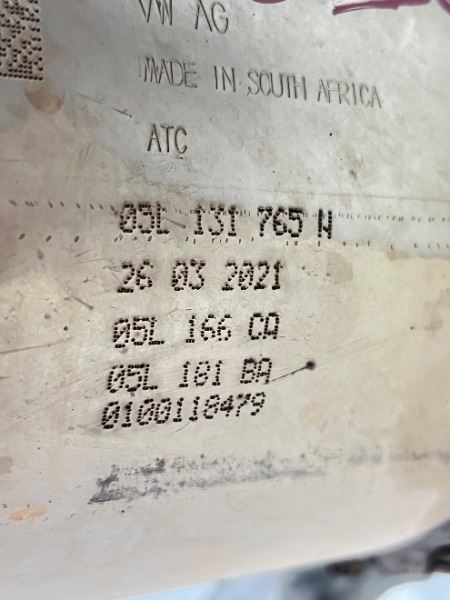 VW AG
MADE IN SOUTH AFRICA
ATC
05L 131 765 N
26 03 2021
05L 166 CA
05L 181 BA
0100118479